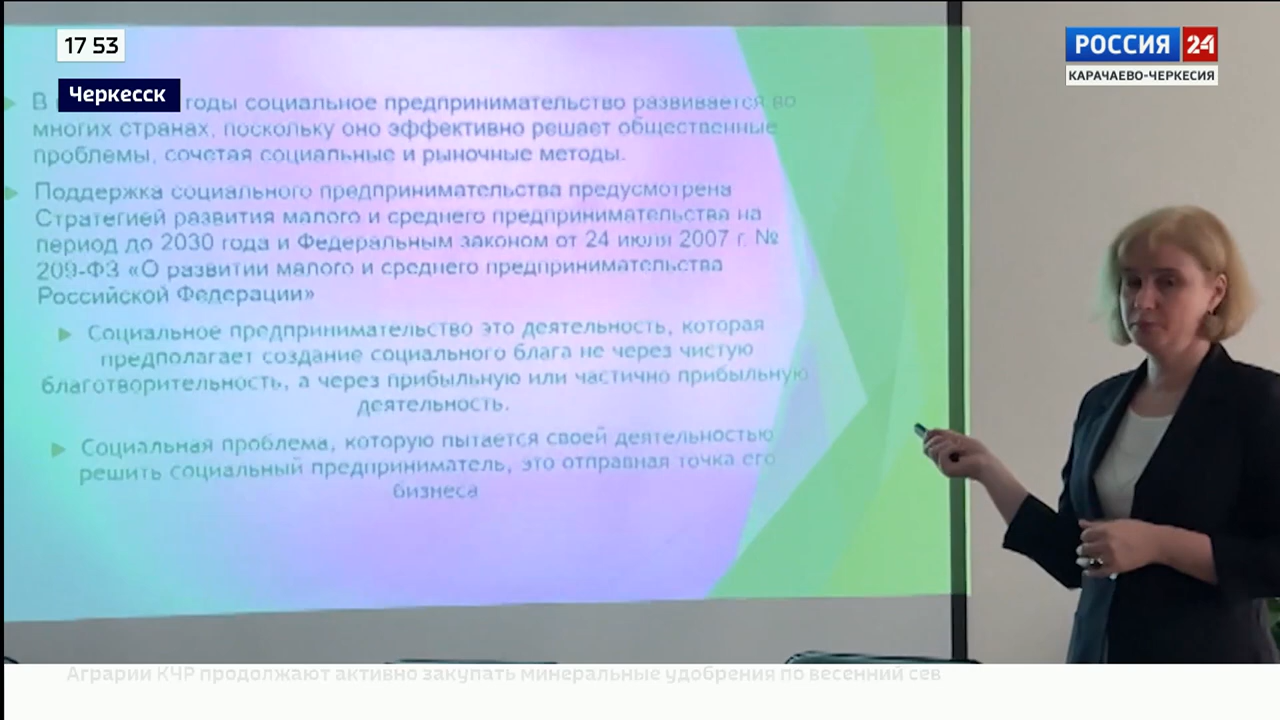 17 53
РОССИЯ 24
КАРАЧАЕВО-ЧЕРКЕСИЯ
Черкесск
В годы социальное предпринимательство развивается во
многих странах, поскольку оно эффективно решает общественные
проблемы, сочетая социальные и рыночные методы.
Поддержка социального предпринимательства предусмотрена
Стратегией развития малого и среднего предпринимательства на
период до 2030 года и Федеральным законом от 24 июля 2007 г. №
209-ФЗ «О развитии малого и среднего предпринимательства
Российской Федерации»
Социальное предпринимательство это деятельность, которая
предполагает создание социального блага не через чистую
благотворительность, а через прибыльную или частично прибыльную
деятельность.
Социальная проблема, которую пытается своей деятельностью
решить социальный предприниматель, это отправная точка его
бизнеса
Аграрии КЧР продолжают активно закупать минеральные удобрения по весенний сев